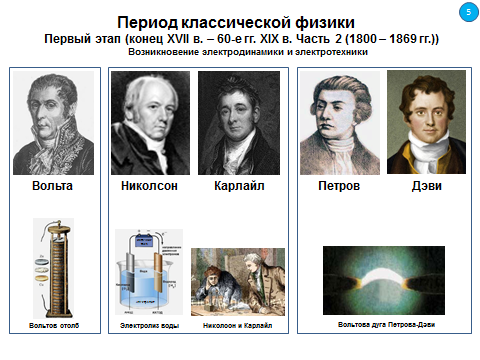 5
Период классической физики
Первый этап (конец XVII в. – 60-е гг. XIX в. Часть 2 (1800 – 1869 гг.))
Возникновение электродинамики и электротехники
Вольта
Николсон
Карлайл
Петров
Дэви
Вольтов столб
Электролиз воды
Николсон и Карлайл
Вольтова дуга Петрова-Дэви